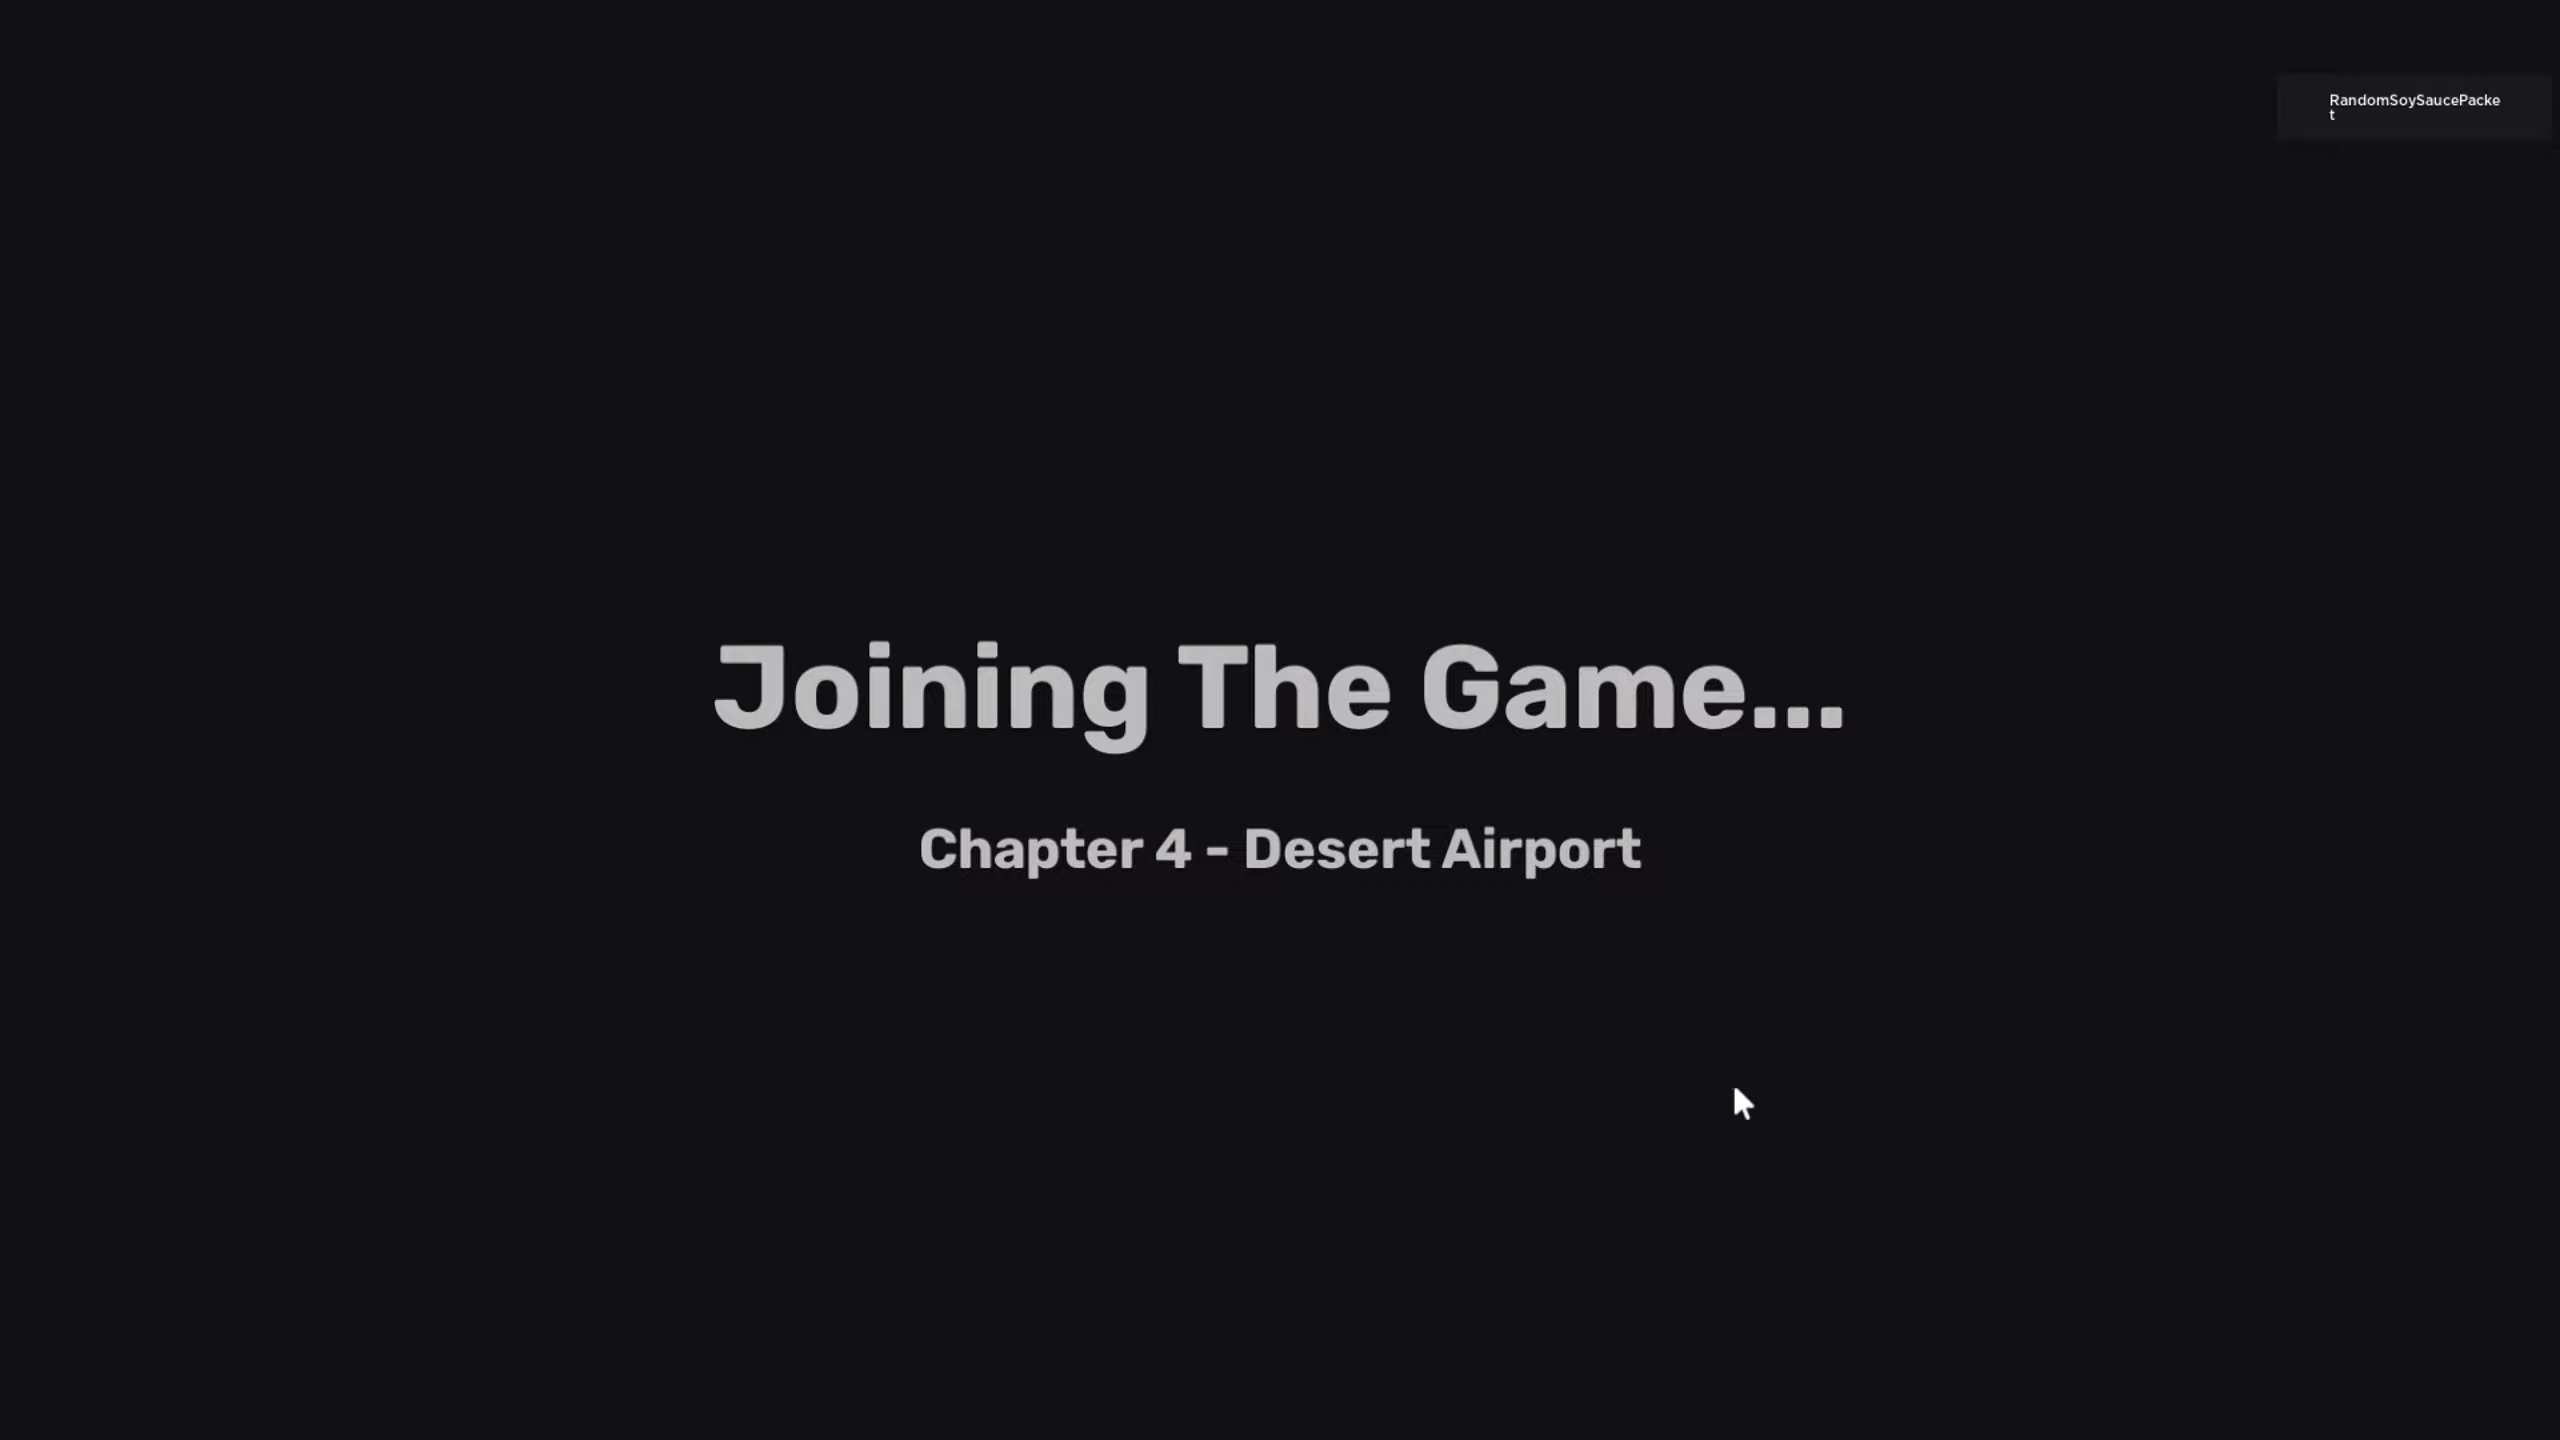 RandomSoySaucePacke
t
Joining The Game...
Chapter 4 - Desert Airport